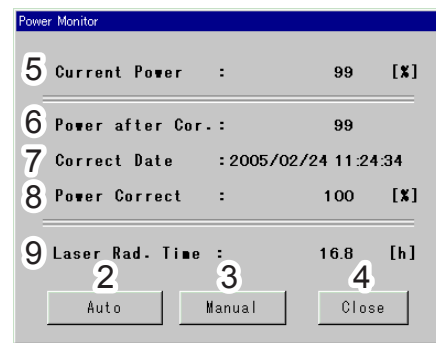 Power Monitor
5 Current Power : 99 [%]
6 Power after Cor. : 99
7 Correct Date : 2005/02/24 11:24:34
8 Power Correct : 100 [%]
9 Laser Rad. Time : 16.8 [h]
2 3 4
Auto Manual Close